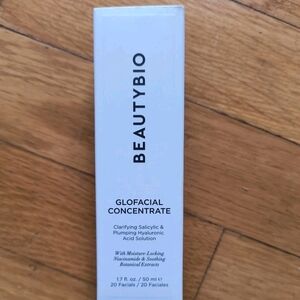 BEAUTYBIO
GLOFACIAL
CONCENTRATE
Clarifying Salicylic &
Plumping Hyaluronic
Acid Solution
With Moisture-Locking
Niacinamide & Soothing
Botanical Extracts
1.7 fl. oz. / 50 ml ℮
20 Facials / 20 Faciales